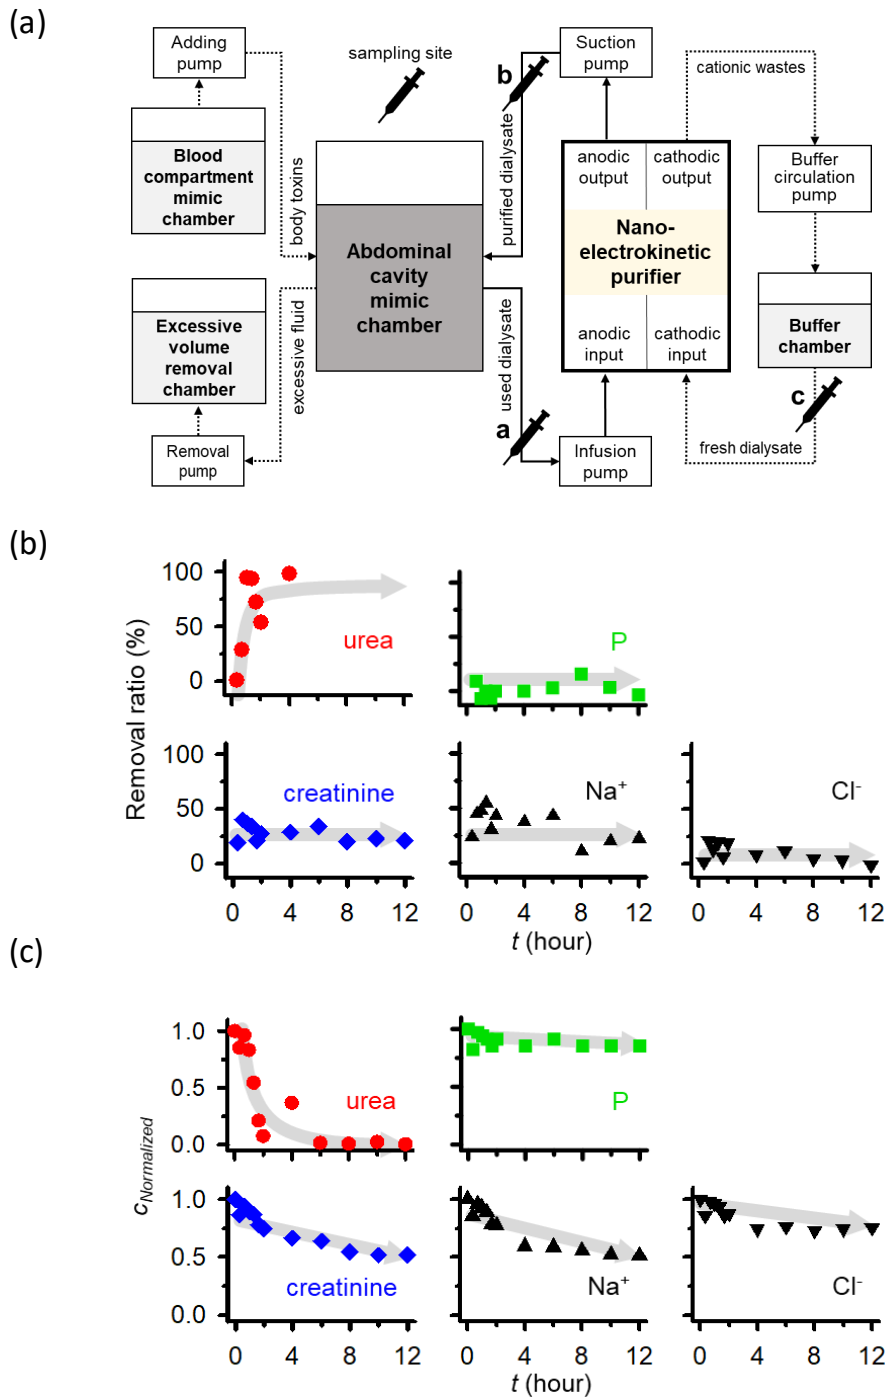 (a)
Adding
pump
sampling site
Suction
pump
b
cationic wastes
Blood
compartment
mimic
chamber
body toxins
purified dialysate
anodic
output
cathodic
output
Buffer
circulation
pump
Abdominal
cavity
mimic
chamber
Nano-
electrokinetic
purifier
Excessive
volume
removal
chamber
excessive fluid
used dialysate
anodic
input
cathodic
input
Buffer
chamber
a
c
Removal
pump
Infusion
pump
fresh dialysate
(b)
Removal ratio (%)
100
50
0
urea
P
100
50
0
creatinine
Na+
Cl-
0 4 8 12
0 4 8 12
0 4 8 12
t (hour)
(c)
cNormalized
1.0
0.5
0.0
urea
P
1.0
0.5
0.0
creatinine
Na+
Cl-
0 4 8 12
0 4 8 12
0 4 8 12
t (hour)